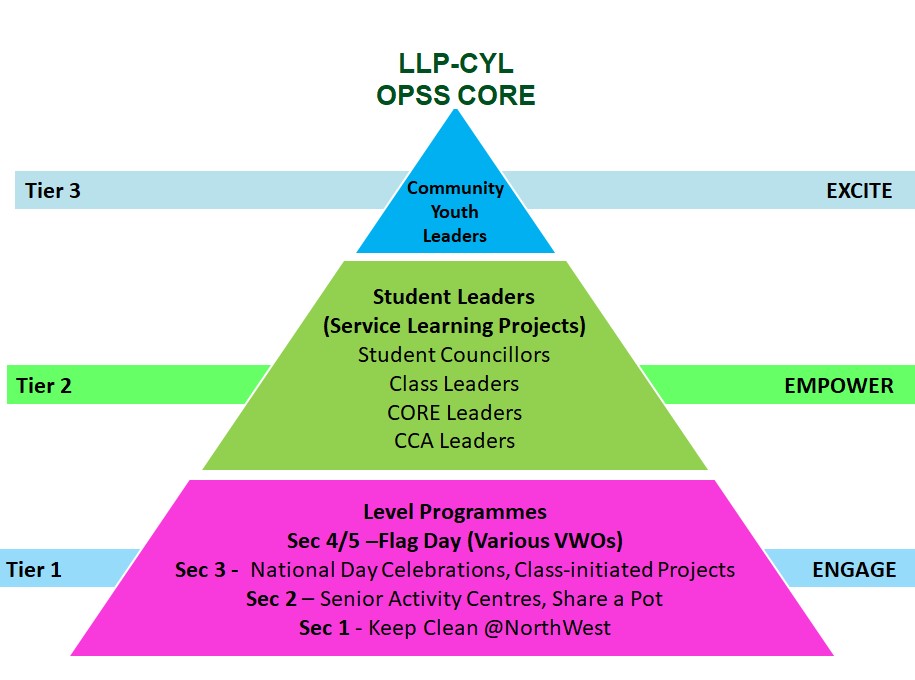 LLP-CYL
OPSS CORE
Tier 3
Community
Youth
Leaders
EXCITE
Student Leaders
(Service Learning Projects)
Student Councillors
Tier 2
Class Leaders
EMPOWER
CORE Leaders
CCA Leaders
Level Programmes
Sec 4/5 –Flag Day (Various VWOs)
Tier 1
Sec 3 - National Day Celebrations, Class-initiated Projects
ENGAGE
Sec 2 – Senior Activity Centres, Share a Pot
Sec 1 - Keep Clean @NorthWest